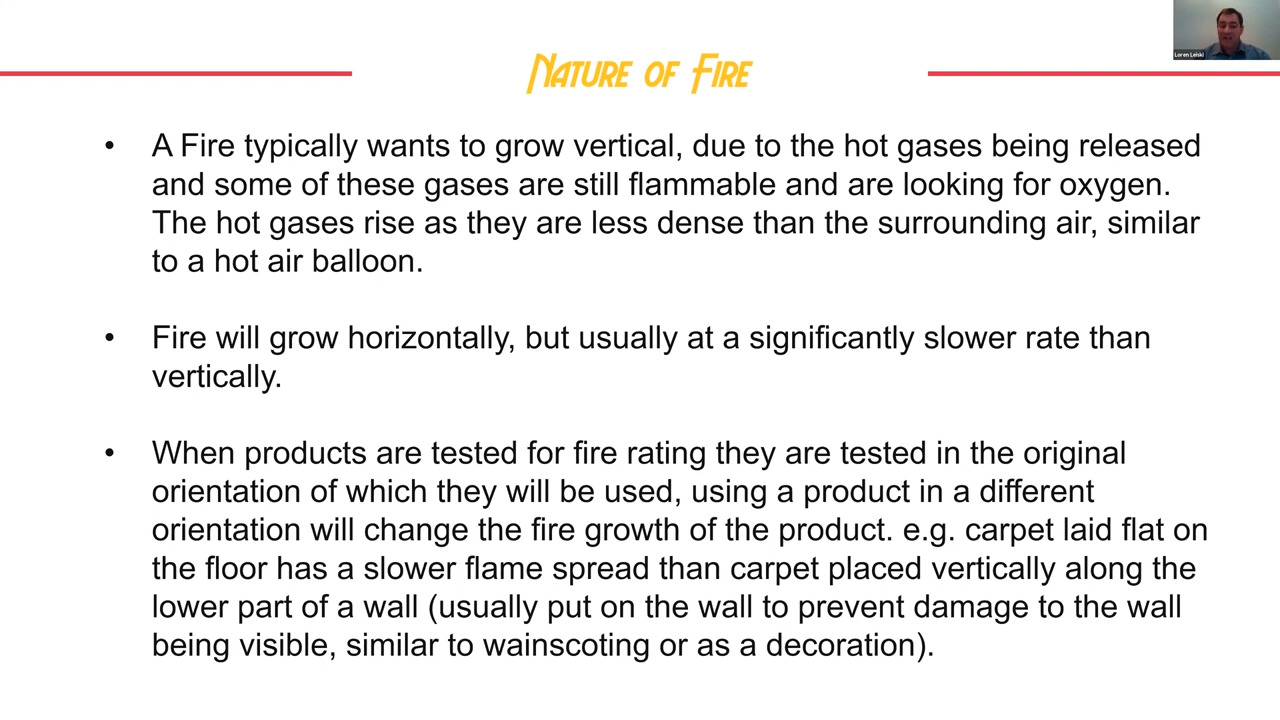 Loren Leiski
Nature of Fire
• A Fire typically wants to grow vertical, due to the hot gases being released
and some of these gases are still flammable and are looking for oxygen.
The hot gases rise as they are less dense than the surrounding air, similar
to a hot air balloon.
• Fire will grow horizontally, but usually at a significantly slower rate than
vertically.
• When products are tested for fire rating they are tested in the original
orientation of which they will be used, using a product in a different
orientation will change the fire growth of the product. e.g. carpet laid flat on
the floor has a slower flame spread than carpet placed vertically along the
lower part of a wall (usually put on the wall to prevent damage to the wall
being visible, similar to wainscoting or as a decoration).